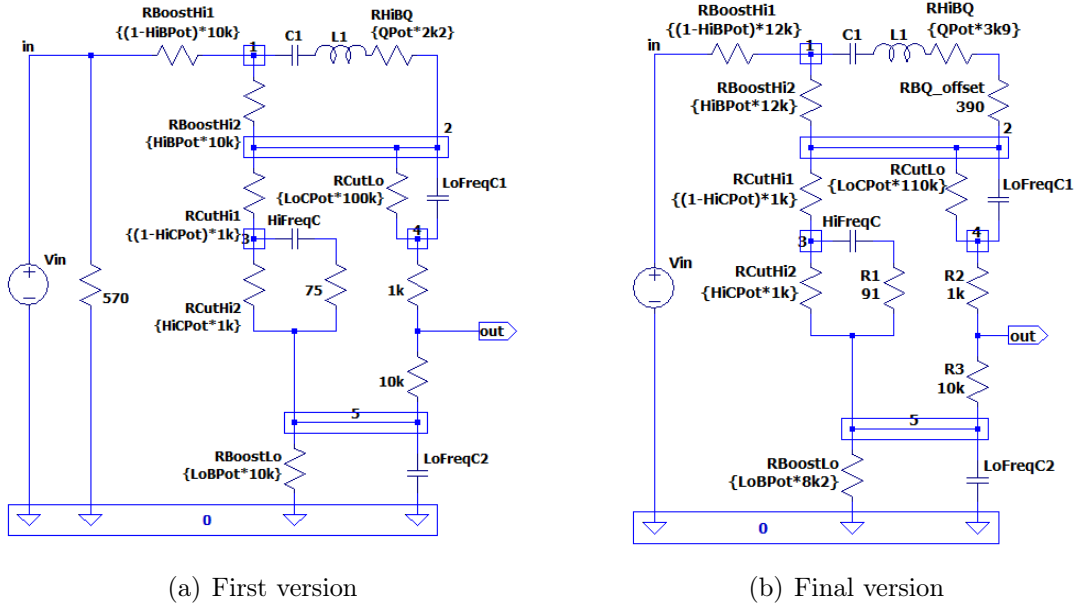 RBoostHi1
{(1-HiBPot)*10k}
in
1
C1
L1
RHiBQ
{QPot*2k2}
RBoostHi2
{HiBPot*10k}
2
RCutLo
{LoCPot*100k}
LoFreqC1
RCutHi1
{(1-HiCPot)*1k}
HiFreqC
3
4
Vin
570
RCutHi2
{HiCPot*1k}
75
1k
out
10k
5
RBoostLo
{LoBPot*10k}
LoFreqC2
0
(a) First version
RBoostHi1
{(1-HiBPot)*12k}
in
1
C1
L1
RHiBQ
{QPot*3k9}
RBoostHi2
{HiBPot*12k}
RBQ_offset
390
2
RCutHi1
{(1-HiCPot)*1k}
RCutLo
{LoCPot*110k}
LoFreqC1
HiFreqC
3
4
Vin
RCutHi2
{HiCPot*1k}
R1
91
R2
1k
out
R3
10k
5
RBoostLo
{LoBPot*8k2}
LoFreqC2
0
(b) Final version